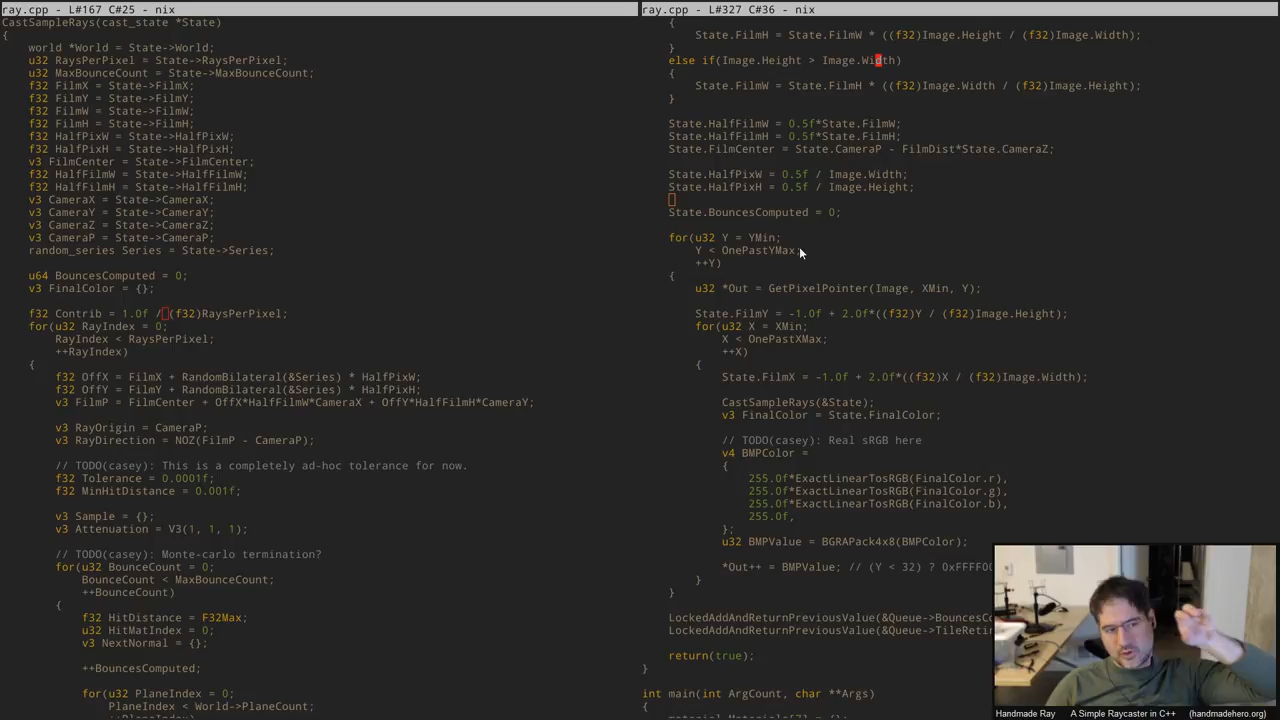 ray.cpp - L#167 C#25 - nix
CastSampleRays(cast_state *State)
{
world *World = State->World;
u32 RaysPerPixel = State->RaysPerPixel;
u32 MaxBounceCount = State->MaxBounceCount;
f32 FilmX = State->FilmX;
f32 FilmY = State->FilmY;
f32 FilmW = State->FilmW;
f32 FilmH = State->FilmH;
f32 HalfPixW = State->HalfPixW;
f32 HalfPixH = State->HalfPixH;
v3 FilmCenter = State->FilmCenter;
f32 HalfFilmW = State->HalfFilmW;
f32 HalfFilmH = State->HalfFilmH;
v3 CameraX = State->CameraX;
v3 CameraY = State->CameraY;
v3 CameraZ = State->CameraZ;
v3 CameraP = State->CameraP;
random_series Series = State->Series;
u64 BouncesComputed = 0;
v3 FinalColor = {};
f32 Contrib = 1.0f / (f32)RaysPerPixel;
for(u32 RayIndex = 0;
RayIndex < RaysPerPixel;
++RayIndex)
{
f32 OffX = FilmX + RandomBilateral(&Series) * HalfPixW;
f32 OffY = FilmY + RandomBilateral(&Series) * HalfPixH;
v3 FilmP = FilmCenter + OffX*HalfFilmW*CameraX + OffY*HalfFilmH*CameraY;
v3 RayOrigin = CameraP;
v3 RayDirection = NOZ(FilmP - CameraP);
// TODO(casey): This is a completely ad-hoc tolerance for now.
f32 Tolerance = 0.0001f;
f32 MinHitDistance = 0.001f;
v3 Sample = {};
v3 Attenuation = V3(1, 1, 1);
// TODO(casey): Monte-carlo termination?
for(u32 BounceCount = 0;
BounceCount < MaxBounceCount;
++BounceCount)
{
f32 HitDistance = F32Max;
u32 HitMatIndex = 0;
v3 NextNormal = {};
++BouncesComputed;
for(u32 PlaneIndex = 0;
PlaneIndex < World->PlaneCount;
ray.cpp - L#327 C#36 - nix
{
State.FilmH = State.FilmW * ((f32)Image.Height / (f32)Image.Width);
}
else if(Image.Height > Image.Width)
{
State.FilmW = State.FilmH * ((f32)Image.Width / (f32)Image.Height);
}
State.HalfFilmW = 0.5f*State.FilmW;
State.HalfFilmH = 0.5f*State.FilmH;
State.FilmCenter = State.CameraP - FilmDist*State.CameraZ;
State.HalfPixW = 0.5f / Image.Width;
State.HalfPixH = 0.5f / Image.Height;
State.BouncesComputed = 0;
for(u32 Y = YMin;
Y < OnePastYMax;
++Y)
{
u32 *Out = GetPixelPointer(Image, XMin, Y);
State.FilmY = -1.0f + 2.0f*((f32)Y / (f32)Image.Height);
for(u32 X = XMin;
X < OnePastXMax;
++X)
{
State.FilmX = -1.0f + 2.0f*((f32)X / (f32)Image.Width);
CastSampleRays(&State);
v3 FinalColor = State.FinalColor;
// TODO(casey): Real sRGB here
v4 BMPColor =
{
255.0f*ExactLinearTosRGB(FinalColor.r),
255.0f*ExactLinearTosRGB(FinalColor.g),
255.0f*ExactLinearTosRGB(FinalColor.b),
255.0f,
};
u32 BMPValue = BGRAPack4x8(BMPColor);
*Out++ = BMPValue; // (Y < 32) ? 0xFFFF00
}
}
LockedAddAndReturnPreviousValue(&Queue->BouncesCo
LockedAddAndReturnPreviousValue(&Queue->TileReti
return(true);
}
int main(int ArgCount, char **Args)
{
Handmade Ray A Simple Raycaster in C++ (handmadehero.org)